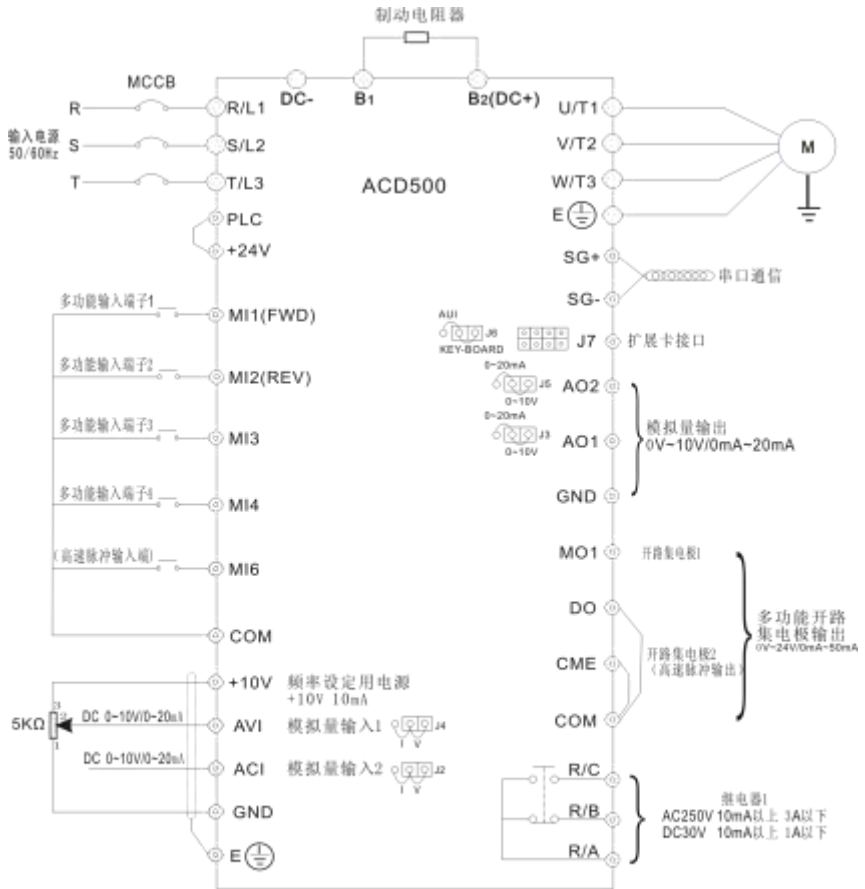 制动电阻器
MCCB
DC-
B1
B2(DC+)
R
R/L1
U/T1
输入电源
50/60Hz
S
S/L2
V/T2
M
T
T/L3
ACD500
W/T3
PLC
E
+24V
SG+
串口通信
SG-
多功能输入端子1
MI1(FWD)
AUI
J6
KEY-BOARD
J7
扩展卡接口
多功能输入端子2
MI2(REV)
0~20mA
J5
0~10V
AO2
多功能输入端子3
MI3
0~20mA
J3
0~10V
AO1
模拟量输出
0V~10V/0mA~20mA
多功能输入端子4
MI4
GND
(高速脉冲输入端)
MI6
MO1
开路集电极1
COM
DO
多功能开路
集电极输出
0V~24V/0mA~50mA
CME
开路集电极2
(高速脉冲输出)
COM
+10V
频率设定用电源
+10V 10mA
5KΩ
3
2
1
DC 0~10V/0~20mA
AVI
模拟量输入1
J4
I V
DC 0~10V/0~20mA
ACI
模拟量输入2
J2
I V
GND
E
R/C
R/B
R/A
继电器1
AC250V 10mA以上 3A以下
DC30V 10mA以上 1A以下